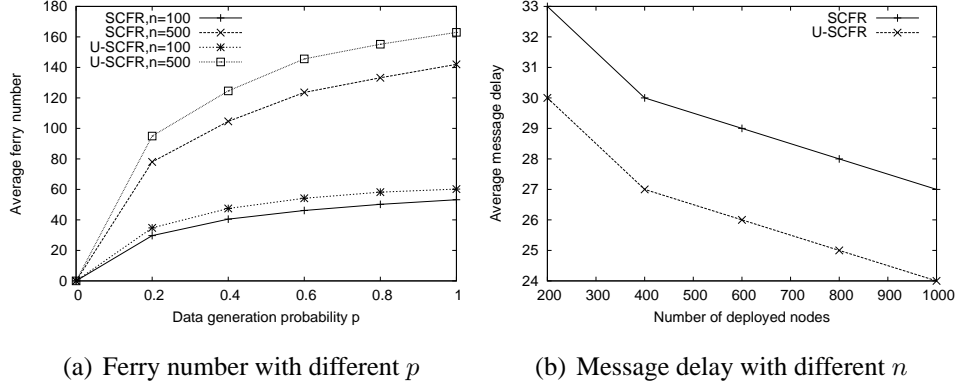 SCFR,n=100
SCFR,n=500
U-SCFR,n=100
U-SCFR,n=500
180
160
140
120
100
80
60
40
20
0
0
0.2
0.4
0.6
0.8
1
Average ferry number
Data generation probability p
(a) Ferry number with different p
SCFR
U-SCFR
33
32
31
30
29
28
27
26
25
24
200
300
400
500
600
700
800
900
1000
Average message delay
Number of deployed nodes
(b) Message delay with different n